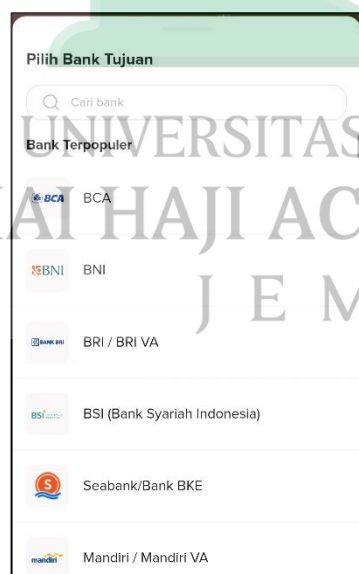 Pilih Bank Tujuan
Cari bank
UNIVERSITAS
Bank Terpopuler
BCA BCA
AI HAJI AC
BNI BNI
J E M
BANK BRI BRI / BRI VA
BSI BSI (Bank Syariah Indonesia)
S Seabank/Bank BKE
mandiri Mandiri / Mandiri VA